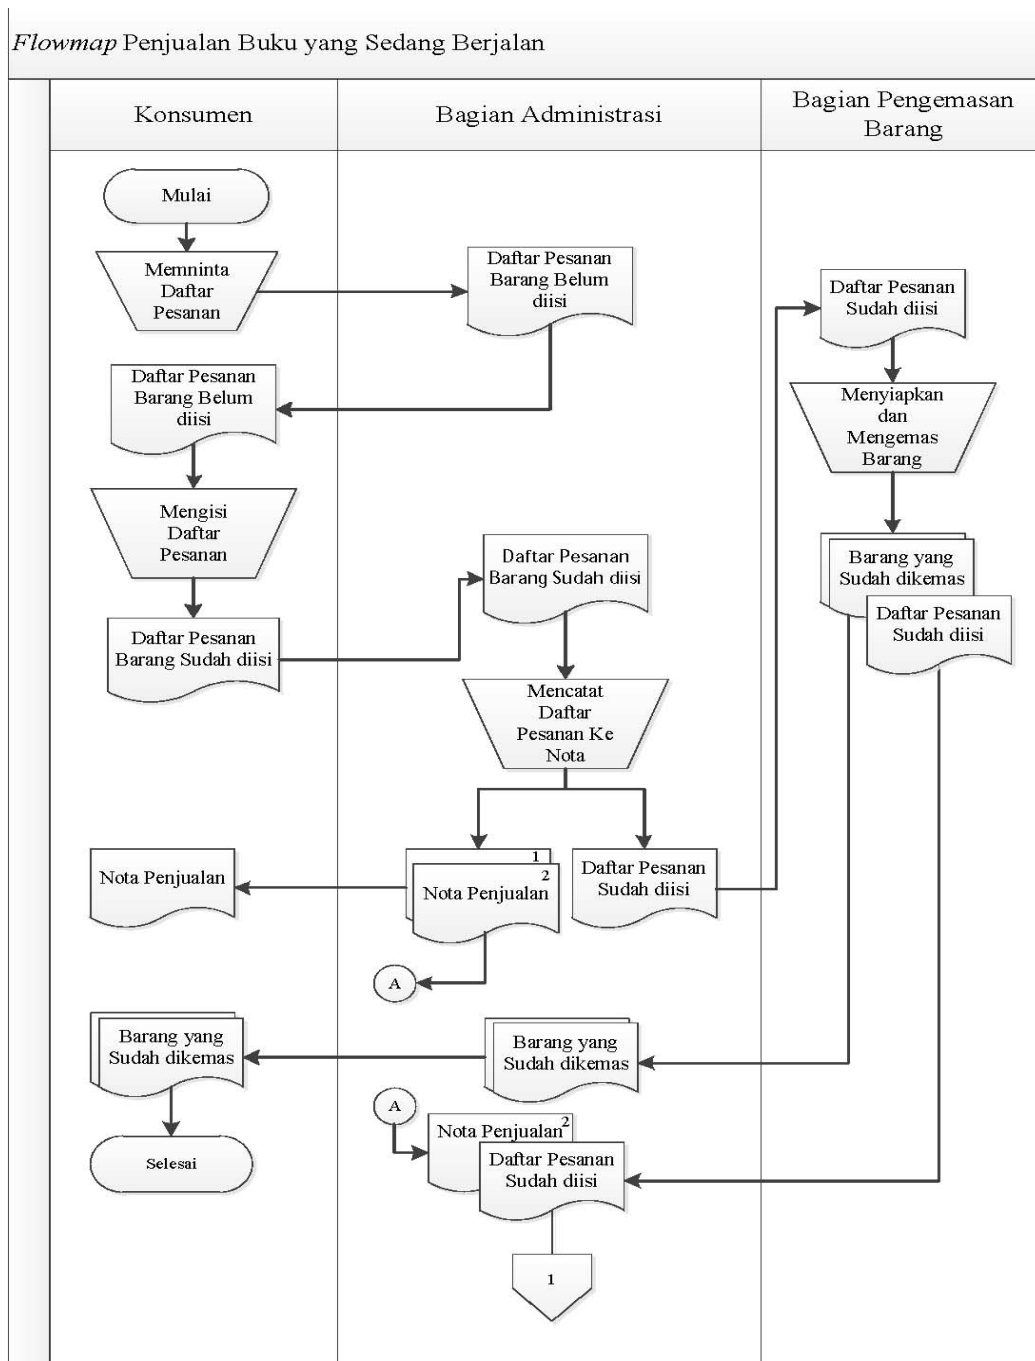 Flowmap Penjualan Buku yang Sedang Berjalan
Konsumen
Bagian Administrasi
Bagian Pengemasan
Barang
Mulai
Memninta
Daftar
Pesanan
Daftar Pesanan
Barang Belum
diisi
Daftar Pesanan
Barang Belum
diisi
Mengisi
Daftar
Pesanan
Daftar Pesanan
Barang Sudah diisi
Daftar Pesanan
Barang Sudah diisi
Mencatat
Daftar
Pesanan Ke
Nota
1
2
Nota Penjualan
Daftar Pesanan
Sudah diisi
Nota Penjualan
A
Daftar Pesanan
Sudah diisi
Menyiapkan
dan
Mengemas
Barang
Barang yang
Sudah dikemas
Daftar Pesanan
Sudah diisi
Barang yang
Sudah dikemas
Barang yang
Sudah dikemas
Selesai
A
Nota Penjualan 2
Daftar Pesanan
Sudah diisi
1